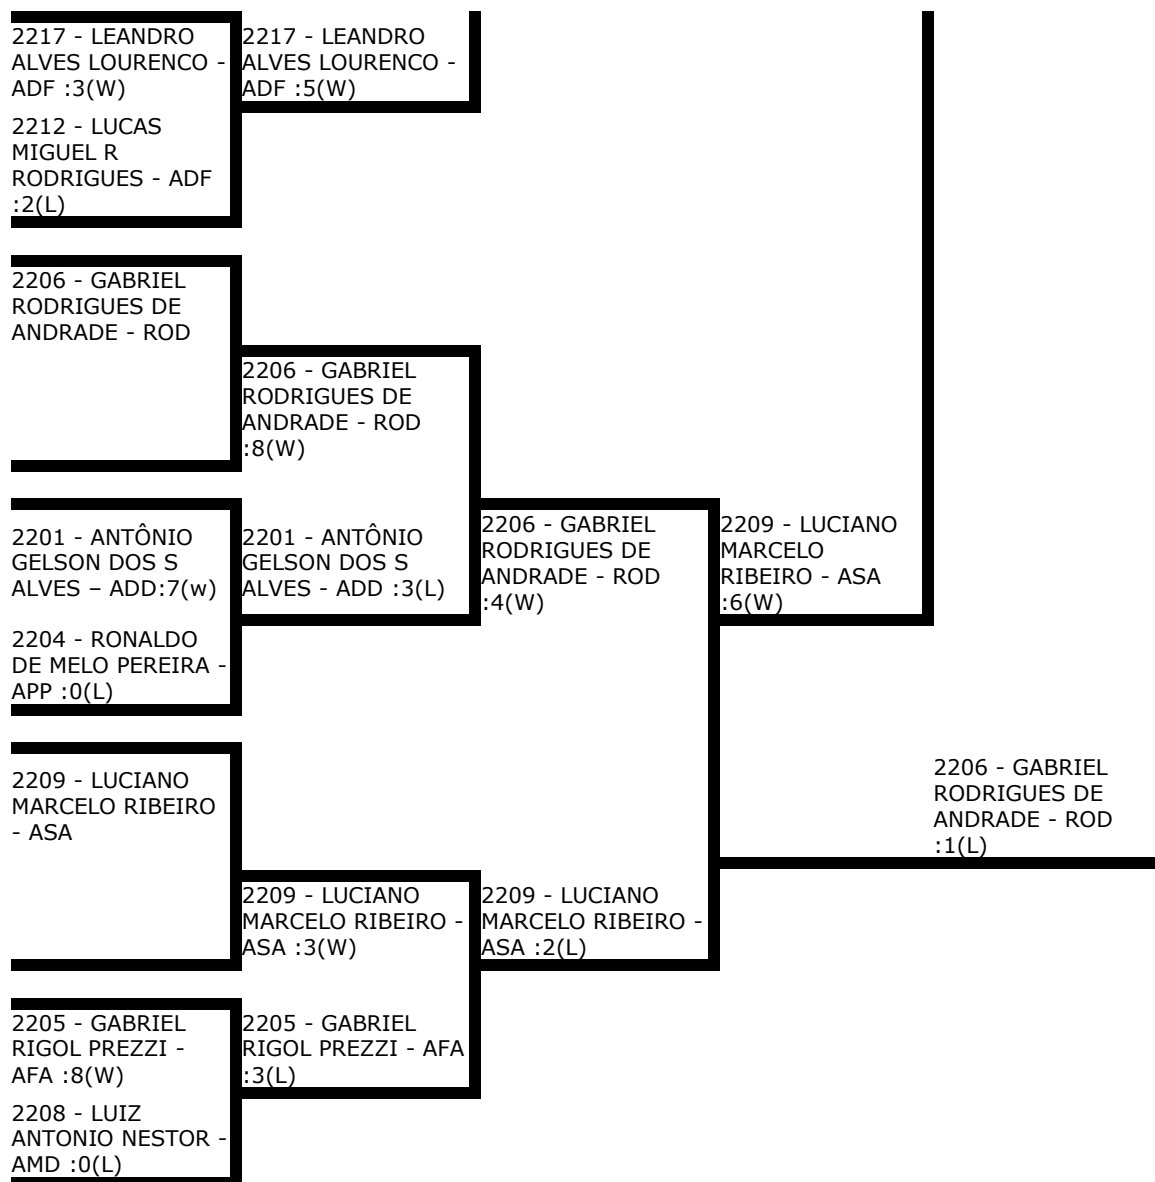 2217 - LEANDRO
ALVES LOURENCO -
ADF :3(W)
2212 - LUCAS
MIGUEL R
RODRIGUES - ADF
:2(L)
2206 - GABRIEL
RODRIGUES DE
ANDRADE - ROD
2201 - ANTÔNIO
GELSON DOS S
ALVES – ADD:7(w)
2204 - RONALDO
DE MELO PEREIRA -
APP :0(L)
2209 - LUCIANO
MARCELO RIBEIRO
- ASA
2205 - GABRIEL
RIGOL PREZZI -
AFA :8(W)
2208 - LUIZ
ANTONIO NESTOR -
AMD :0(L)
2217 - LEANDRO
ALVES LOURENCO -
ADF :5(W)
2206 - GABRIEL
RODRIGUES DE
ANDRADE - ROD
:8(W)
2201 - ANTÔNIO
GELSON DOS S
ALVES - ADD :3(L)
2209 - LUCIANO
MARCELO RIBEIRO -
ASA :3(W)
2205 - GABRIEL
RIGOL PREZZI - AFA
:3(L)
2206 - GABRIEL
RODRIGUES DE
ANDRADE - ROD
:4(W)
2209 - LUCIANO
MARCELO RIBEIRO -
ASA :2(L)
2209 - LUCIANO
MARCELO
RIBEIRO - ASA
:6(W)
2206 - GABRIEL
RODRIGUES DE
ANDRADE - ROD
:1(L)